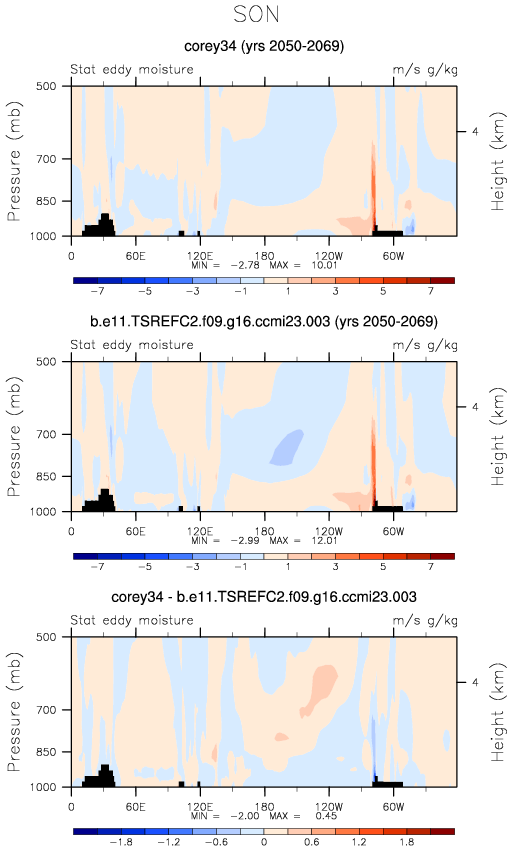 SON
corey34 (yrs 2050-2069)
Stat eddy moisture m/s g/kg
Pressure (mb)
500
700
850
1000
4
Height (km)
0 60E 120E 180 120W 60W
MIN = -2.78 MAX = 10.01
-7 -5 -3 -1 1 3 5 7
b.e11.TSREFC2.f09.g16.ccmi23.003 (yrs 2050-2069)
Stat eddy moisture m/s g/kg
Pressure (mb)
500
700
850
1000
4
Height (km)
0 60E 120E 180 120W 60W
MIN = -2.99 MAX = 12.01
-7 -5 -3 -1 1 3 5 7
corey34 - b.e11.TSREFC2.f09.g16.ccmi23.003
Stat eddy moisture m/s g/kg
Pressure (mb)
500
700
850
1000
4
Height (km)
0 60E 120E 180 120W 60W
MIN = -2.00 MAX = 0.45
-1.8 -1.2 -0.6 0 0.6 1.2 1.8